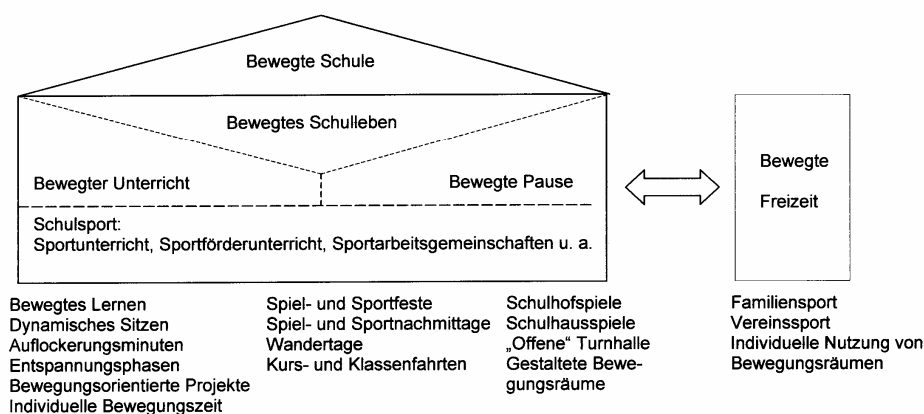 Bewegte Schule
Bewegtes Schulleben
Bewegter Unterricht
Bewegte Pause
Schulsport:
Sportunterricht, Sportförderunterricht, Sportarbeitsgemeinschaften u. a.
Bewegte
Freizeit
Bewegtes Lernen
Dynamisches Sitzen
Auflockerungsminuten
Entspannungsphasen
Bewegungsorientierte Projekte
Individuelle Bewegungszeit
Spiel- und Sportfeste
Spiel- und Sportnachmittage
Wandertage
Kurs- und Klassenfahrten
Schulhofspiele
Schulhausspiele
„Offene" Turnhalle
Gestaltete Bewe-
gungsräume
Familiensport
Vereinssport
Individuelle Nutzung von
Bewegungsräumen